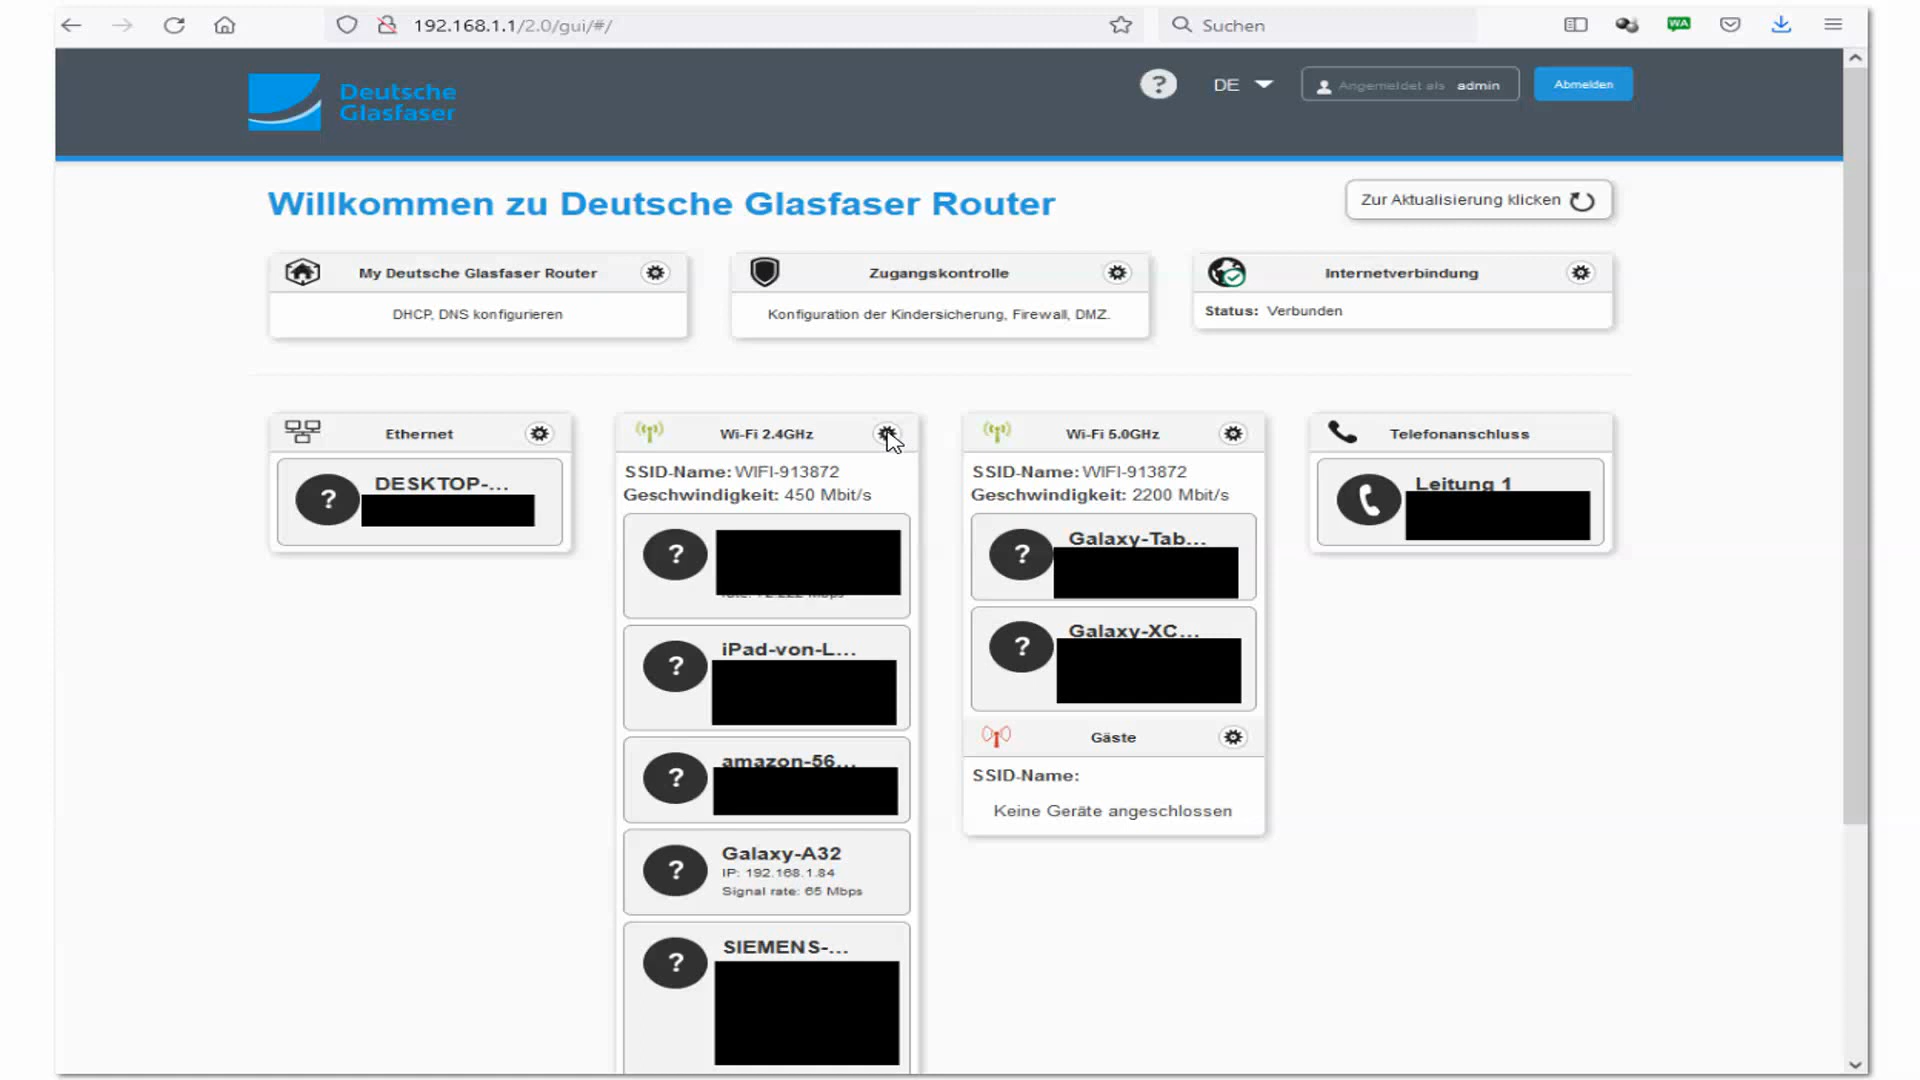 192.168.1.1/2.0/gui/#/
Suchen
WA
Deutsche
Glasfaser
?
DE
Angemeldet als admin
Abmelden
Willkommen zu Deutsche Glasfaser Router
Zur Aktualisierung klicken
My Deutsche Glasfaser Router
DHCP, DNS konfigurieren
Zugangskontrolle
Konfiguration der Kindersicherung, Firewall, DMZ.
Internetverbindung
Status: Verbunden
Ethernet
?
DESKTOP-...
Wi-Fi 2.4GHz
SSID-Name: WIFI-913872
Geschwindigkeit: 450 Mbit/s
?
?
iPad-von-L...
?
amazon-56...
?
Galaxy-A32
IP: 192.168.1.84
Signal rate: 65 Mbps
?
SIEMENS-...
Wi-Fi 5.0GHz
SSID-Name: WIFI-913872
Geschwindigkeit: 2200 Mbit/s
?
Galaxy-Tab...
?
Galaxy-XC...
Gäste
SSID-Name:
Keine Geräte angeschlossen
Telefonanschluss
Leitung 1